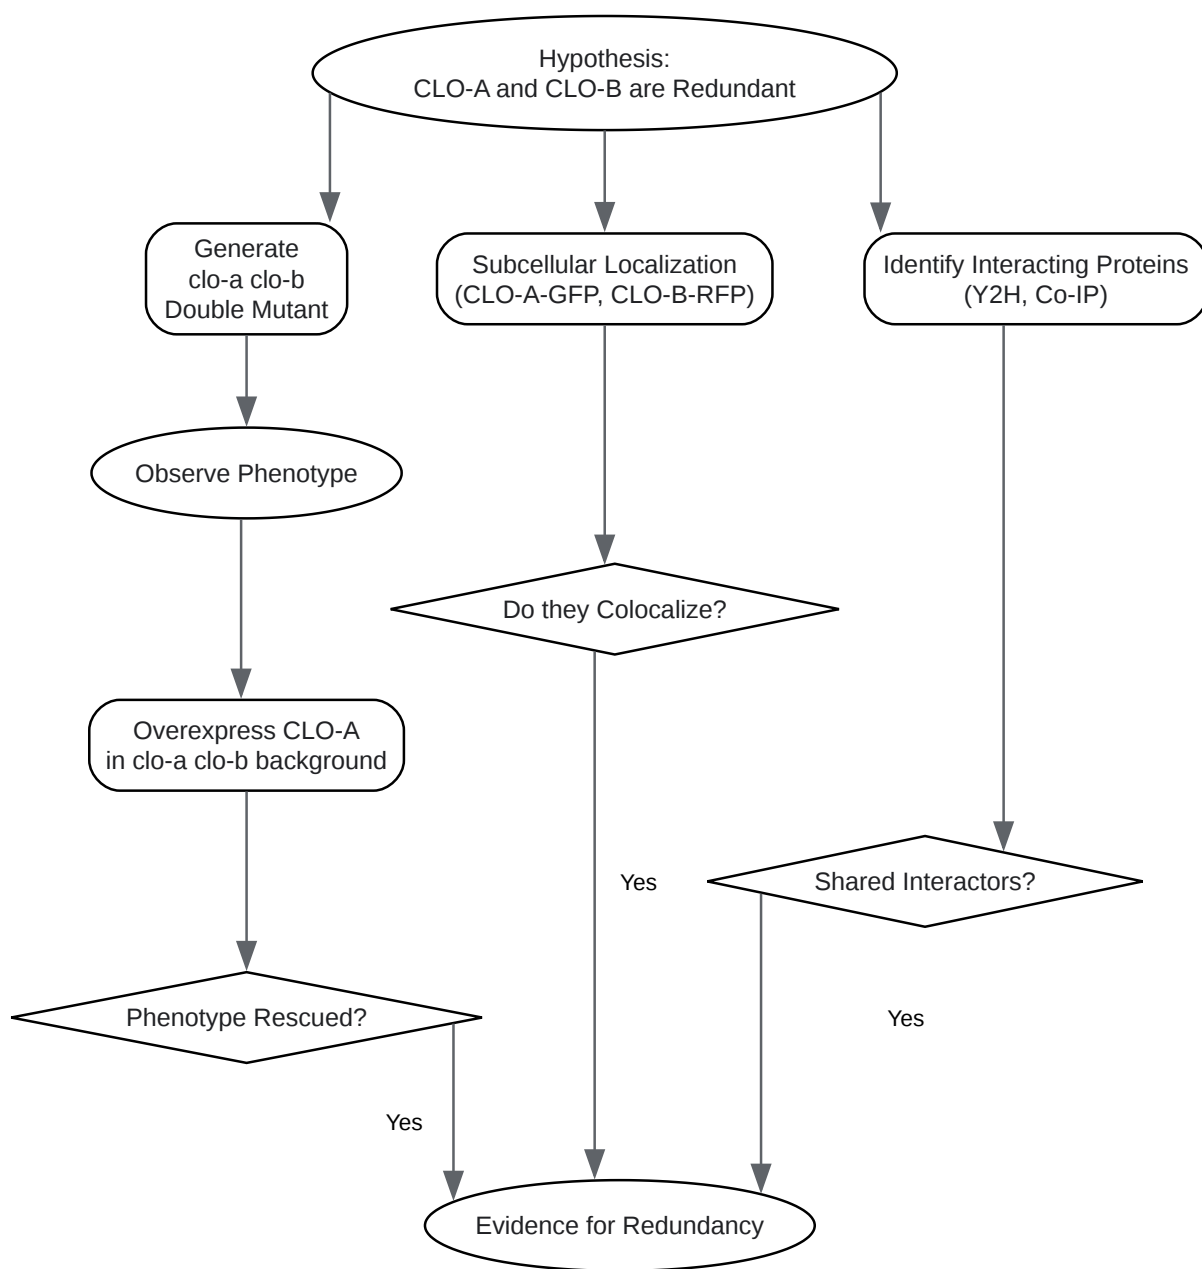 Hypothesis:
CLO-A and CLO-B are Redundant
Generate
clo-a clo-b
Double Mutant
Subcellular Localization
(CLO-A-GFP, CLO-B-RFP)
Identify Interacting Proteins
(Y2H, Co-IP)
Observe Phenotype
Do they Colocalize?
Overexpress CLO-A
in clo-a clo-b background
Yes
Shared Interactors?
Phenotype Rescued?
Yes
Yes
Evidence for Redundancy